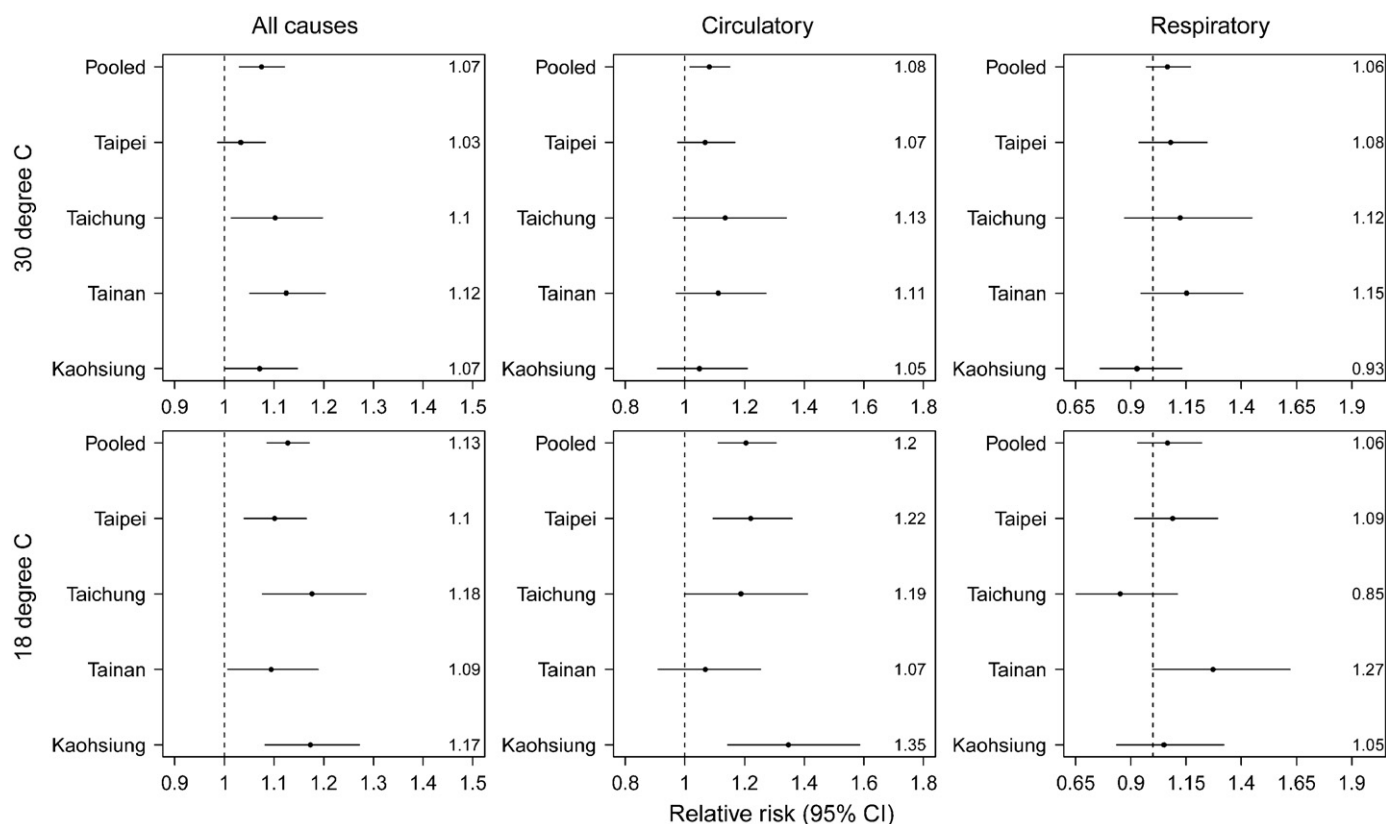 All causes Circulatory Respiratory
30 degree C
Pooled 1.07 Pooled 1.08 Pooled 1.06
Taipei 1.03 Taipei 1.07 Taipei 1.08
Taichung 1.1 Taichung 1.13 Taichung 1.12
Tainan 1.12 Tainan 1.11 Tainan 1.15
Kaohsiung 1.07 Kaohsiung 1.05 Kaohsiung 0.93
0.9 1 1.1 1.2 1.3 1.4 1.5 0.8 1 1.2 1.4 1.6 1.8 0.65 0.9 1.15 1.4 1.65 1.9
18 degree C
Pooled 1.13 Pooled 1.2 Pooled 1.06
Taipei 1.1 Taipei 1.22 Taipei 1.09
Taichung 1.18 Taichung 1.19 Taichung 0.85
Tainan 1.09 Tainan 1.07 Tainan 1.27
Kaohsiung 1.17 Kaohsiung 1.35 Kaohsiung 1.05
0.9 1 1.1 1.2 1.3 1.4 1.5 0.8 1 1.2 1.4 1.6 1.8 0.65 0.9 1.15 1.4 1.65 1.9
Relative risk (95% CI)